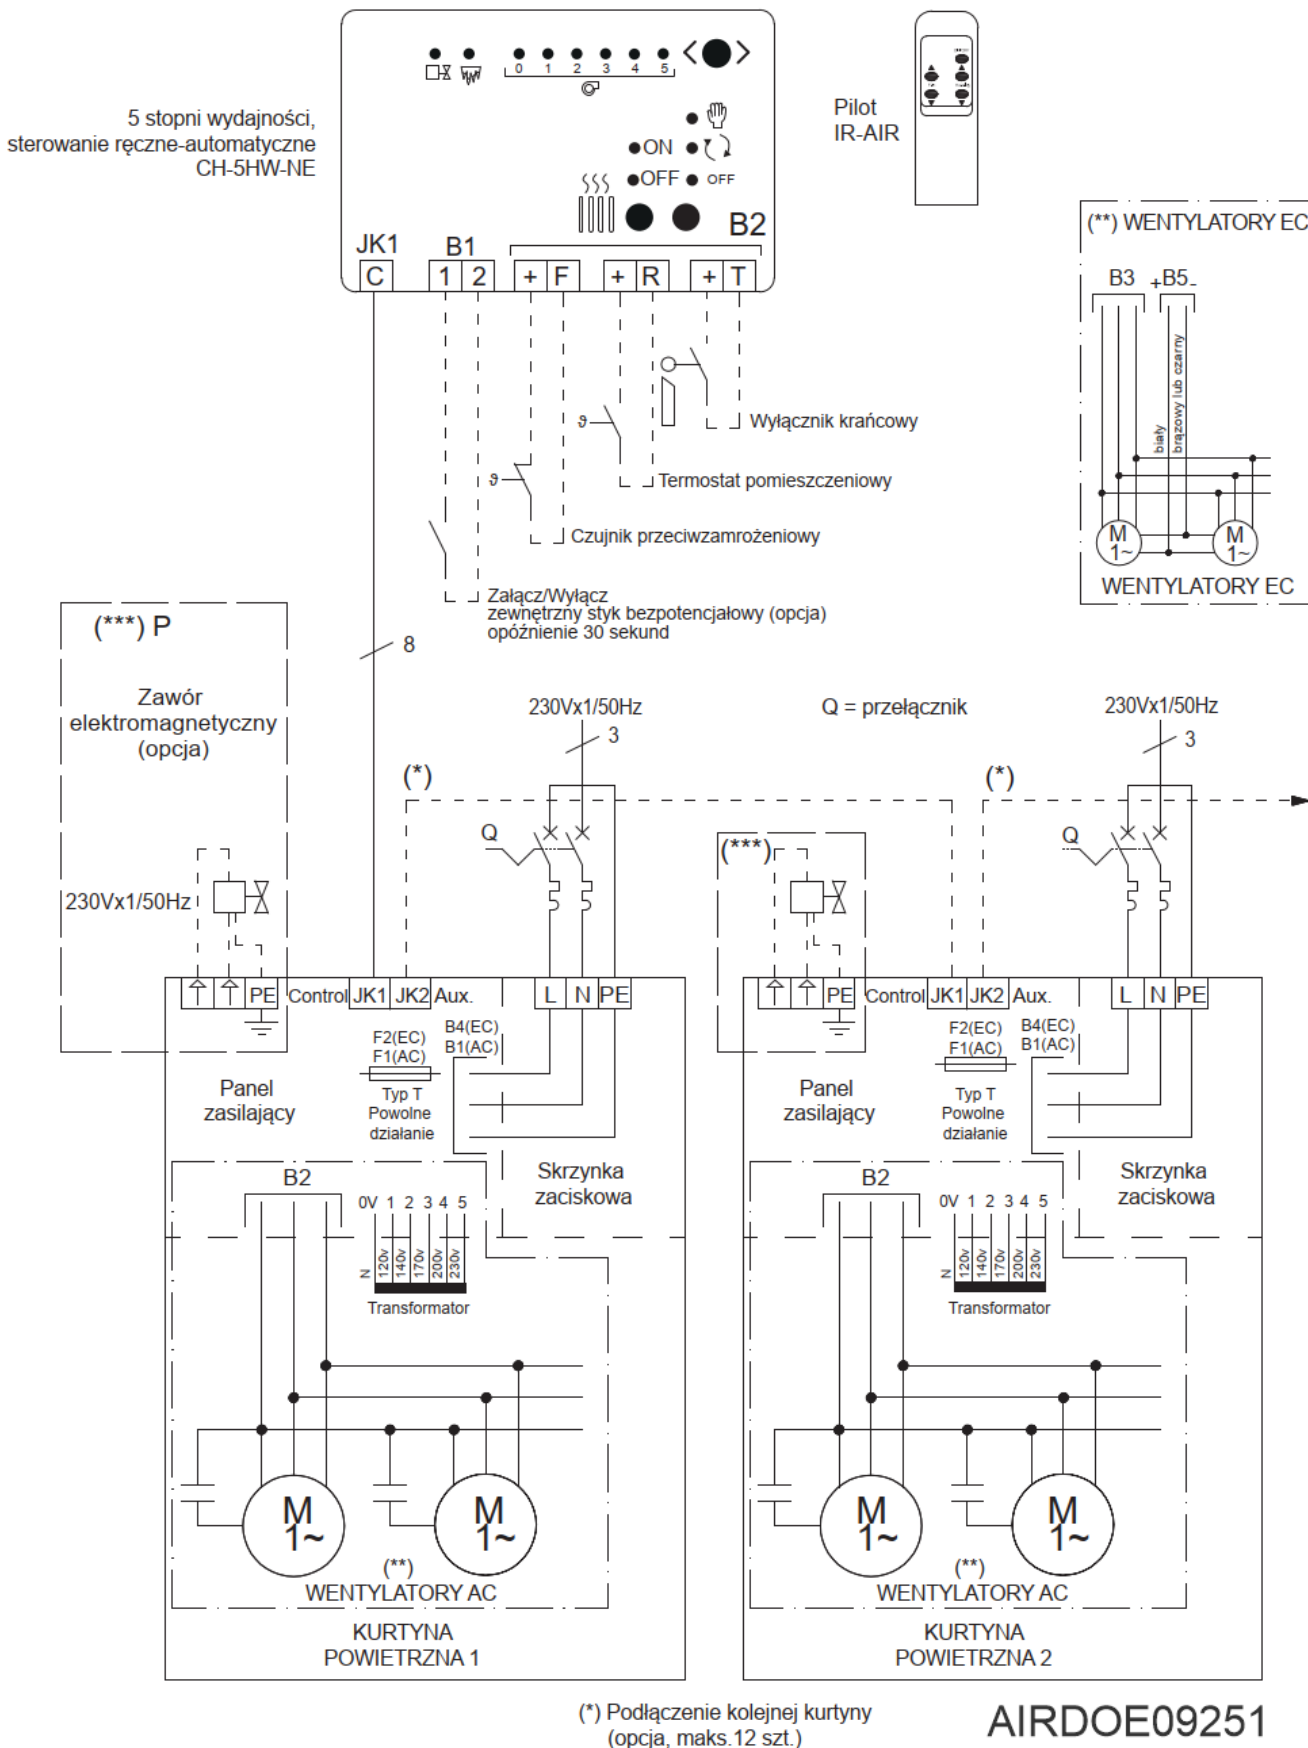 0 1 2 3 4 5
5 stopni wydajności,
sterowanie ręczne-automatyczne
CH-5HW-NE
ON
OFF
OFF
JK1
B1
B2
C
1 2
+ F
+ R
+ T
Pilot
IR-AIR
(**) WENTYLATORY EC
B3
+B5-
biały
brązowy lub czarny
M
1~
M
1~
WENTYLATORY EC
Wyłącznik krańcowy
ϑ
Termostat pomieszczeniowy
ϑ
Czujnik przeciwzamrożeniowy
Załącz/Wyłącz
zewnętrzny styk bezpotencjałowy (opcja)
opóźnienie 30 sekund
8
(***) P
Zawór
elektromagnetyczny
(opcja)
230Vx1/50Hz
230Vx1/50Hz
3
Q = przełącznik
230Vx1/50Hz
3
(*)
(*)
Q
(***)
Q
PE Control JK1 JK2 Aux.
L N PE
F2(EC)
F1(AC)
B4(EC)
B1(AC)
Panel
zasilający
Typ T
Powolne
działanie
Skrzynka
zaciskowa
B2
0V 1 2 3 4 5
N 120v 140v 170v 200v 230v
Transformator
M
1~
M
1~
(**)
WENTYLATORY AC
KURTYNA
POWIETRZNA 1
PE Control JK1 JK2 Aux.
L N PE
F2(EC)
F1(AC)
B4(EC)
B1(AC)
Panel
zasilający
Typ T
Powolne
działanie
Skrzynka
zaciskowa
B2
0V 1 2 3 4 5
N 120v 140v 170v 200v 230v
Transformator
M
1~
M
1~
(**)
WENTYLATORY AC
KURTYNA
POWIETRZNA 2
(*) Podłączenie kolejnej kurtyny
(opcja, maks.12 szt.)
AIRDOE09251